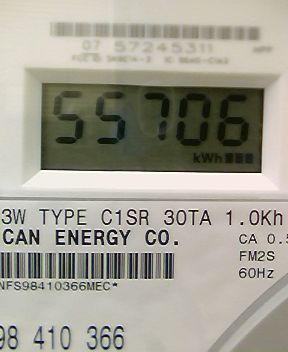 07 57245311
55706
kWh
3W TYPE C1SR 30TA 1.0Kh
CAN ENERGY CO.
CA 0.5
FM2S
60Hz
NFS98410366MEC*
98 410 366